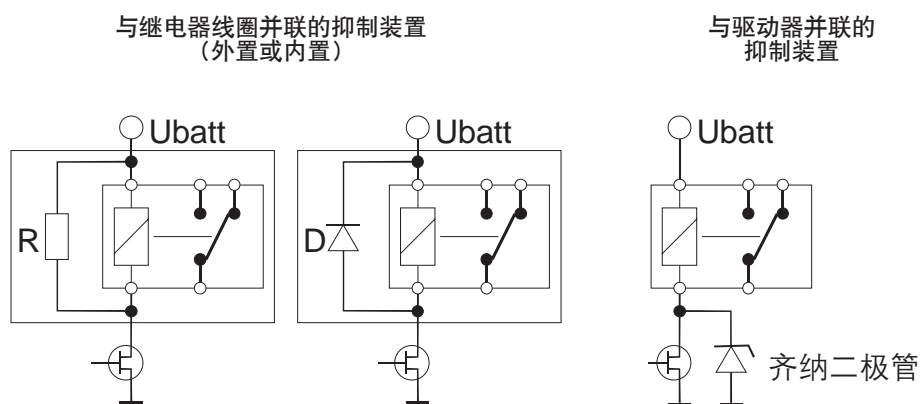 与继电器线圈并联的抑制装置
（外置或内置）
与驱动器并联的
抑制装置
Ubatt
Ubatt
Ubatt
R
D
齐纳二极管